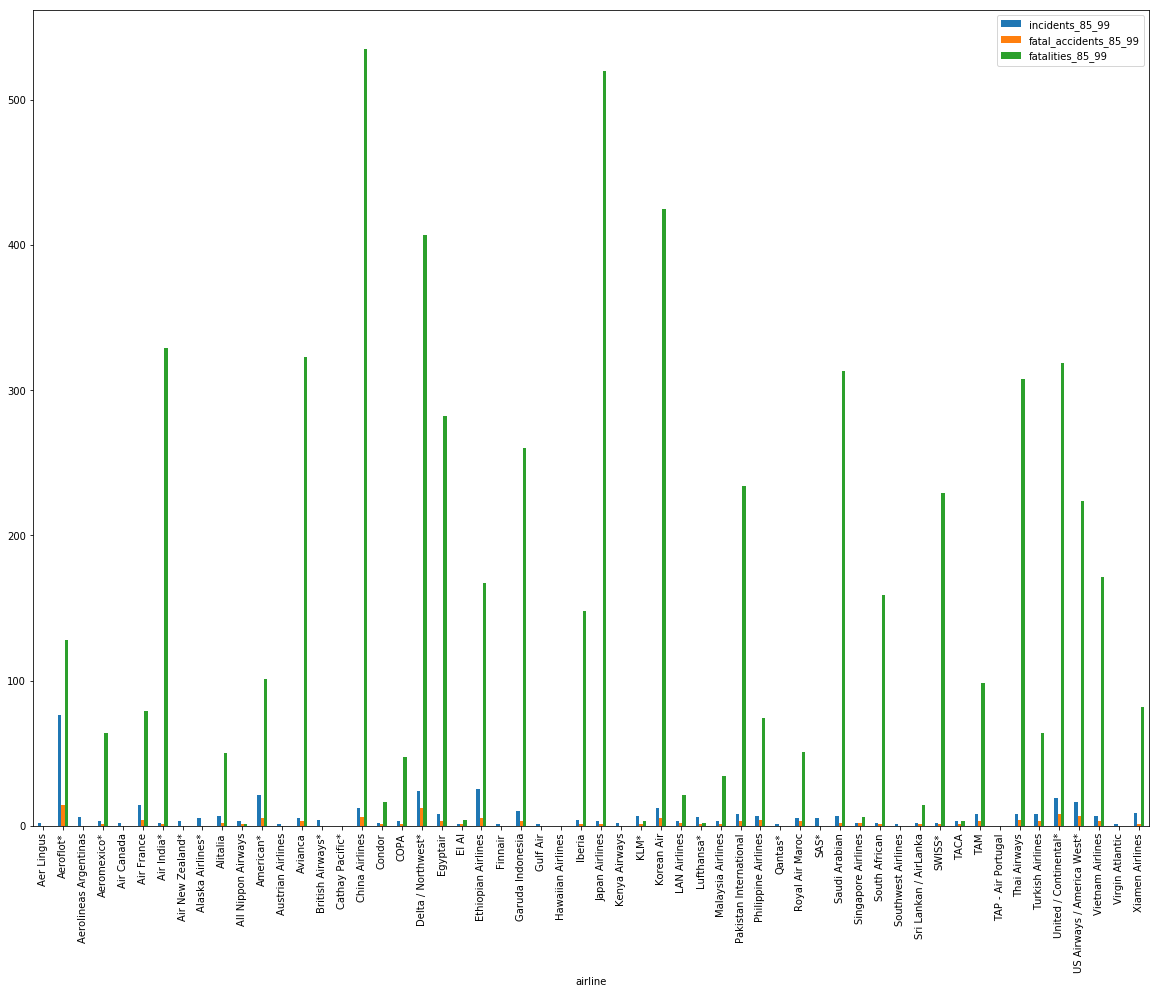 incidents_85_99
fatal_accidents_85_99
fatalities_85_99
500
400
300
200
100
0
Aer Lingus
Aeroflot*
Aerolineas Argentinas
Aeromexico*
Air Canada
Air France
Air India*
Air New Zealand*
Alaska Airlines*
Alitalia
All Nippon Airways
American*
Austrian Airlines
Avianca
British Airways*
Cathay Pacific*
China Airlines
Condor
COPA
Delta / Northwest*
Egyptair
El Al
Ethiopian Airlines
Finnair
Garuda Indonesia
Gulf Air
Hawaiian Airlines
Iberia
Japan Airlines
Kenya Airways
KLM*
Korean Air
LAN Airlines
Lufthansa*
Malaysia Airlines
Pakistan International
Philippine Airlines
Qantas*
Royal Air Maroc
SAS*
Saudi Arabian
Singapore Airlines
South African
Southwest Airlines
Sri Lankan / AirLanka
SWISS*
TACA
TAM
TAP - Air Portugal
Thai Airways
Turkish Airlines
United / Continental*
US Airways / America West*
Vietnam Airlines
Virgin Atlantic
Xiamen Airlines
airline